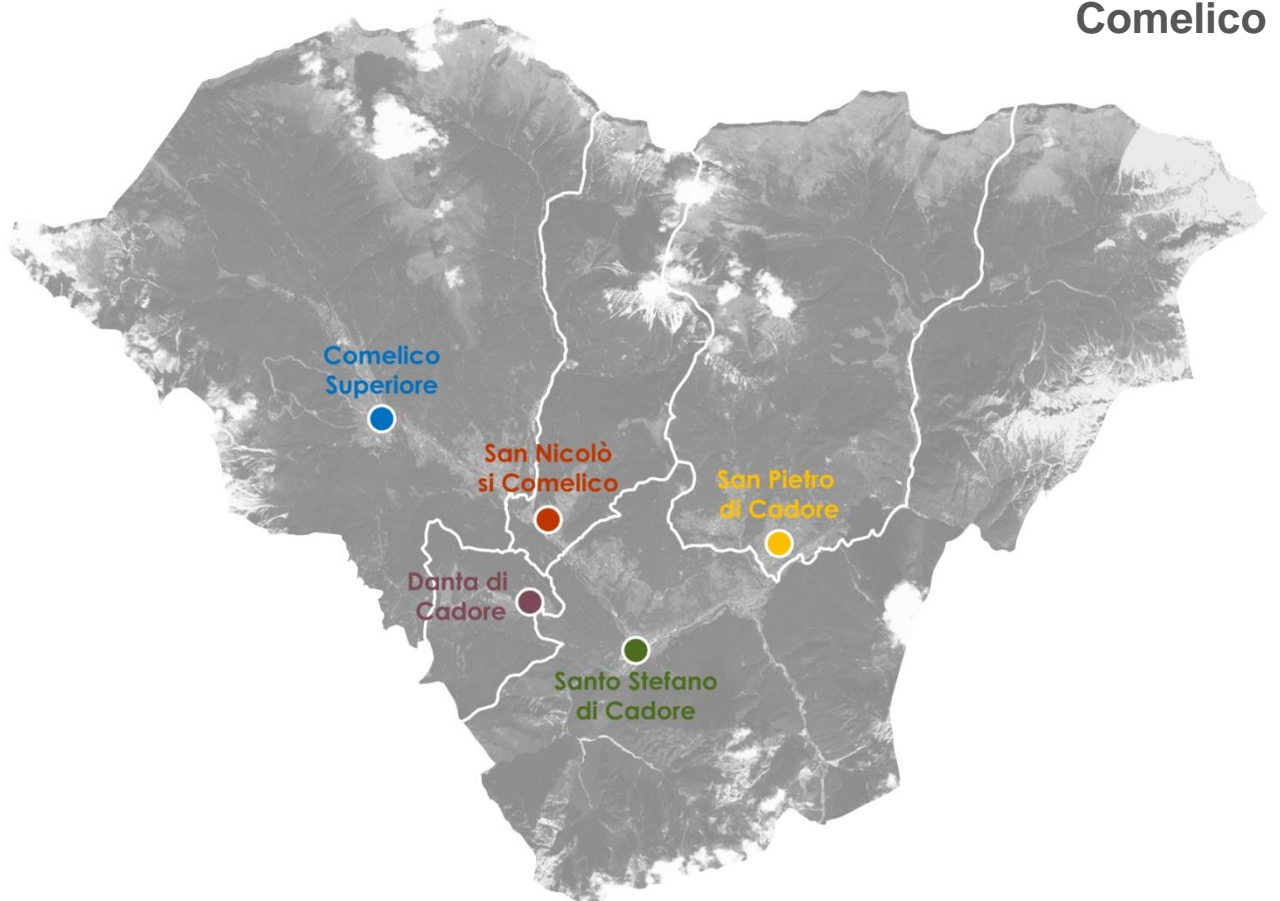 Comelico
Comelico
Superiore
San Nicolò
si Comelico
San Pietro
di Cadore
Danta di
Cadore
Santo Stefano
di Cadore